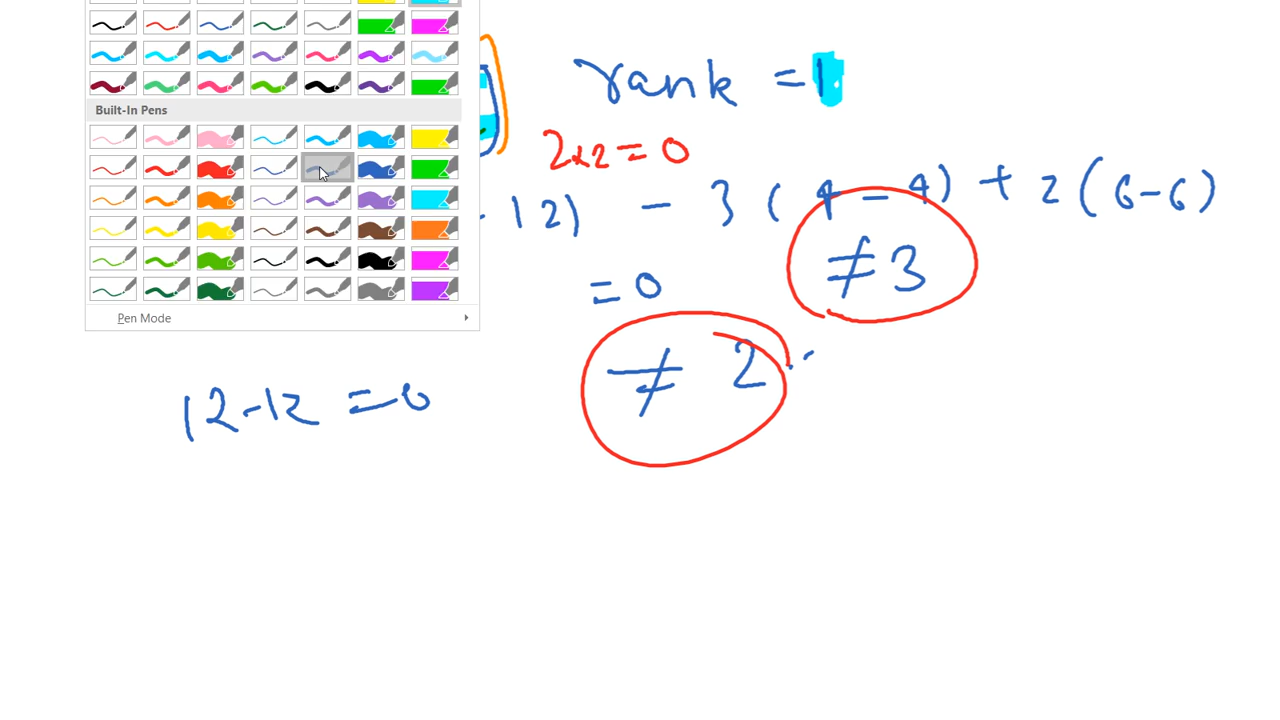 rank = 1
Built-In Pens
2x2 = 0
- 12) - 3 (4 - 4) + 2 (6-6)
≠ 3
= 0
Pen Mode
≠ 2
12-12 = 0